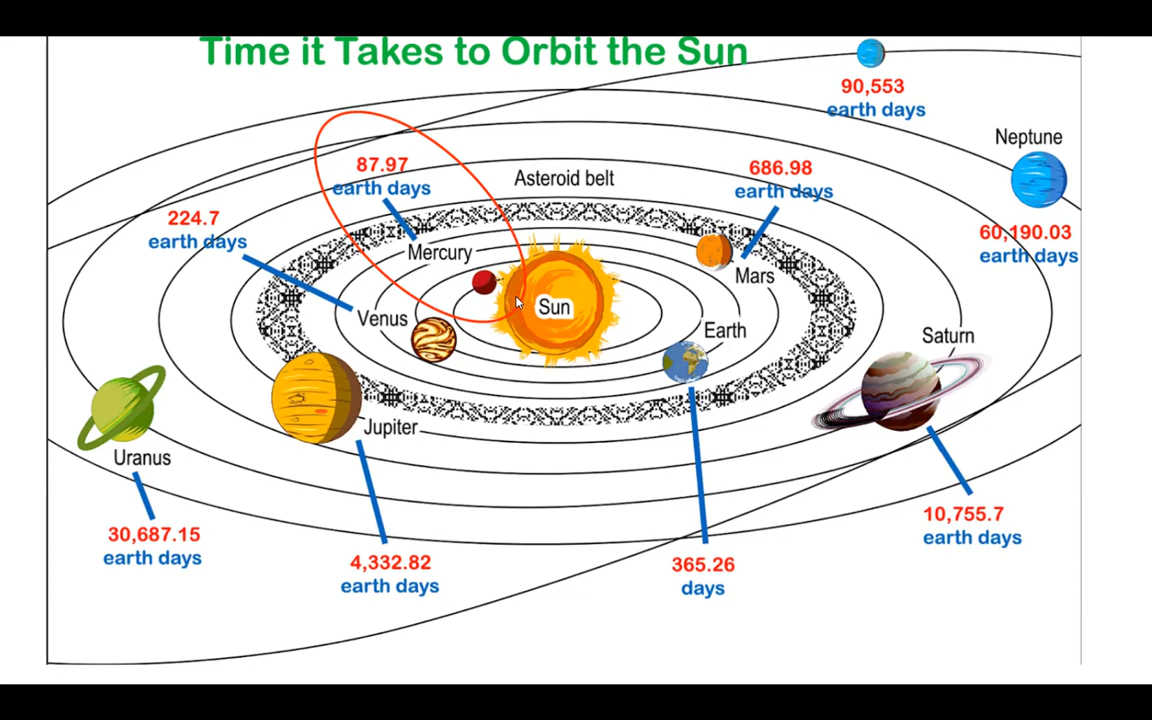 Time it Takes to Orbit the Sun
90,553
earth days
Neptune
60,190.03
earth days
87.97
earth days
Asteroid belt
686.98
earth days
224.7
earth days
Mercury
Mars
Venus
Sun
Earth
Saturn
Jupiter
Uranus
30,687.15
earth days
4,332.82
earth days
365.26
days
10,755.7
earth days